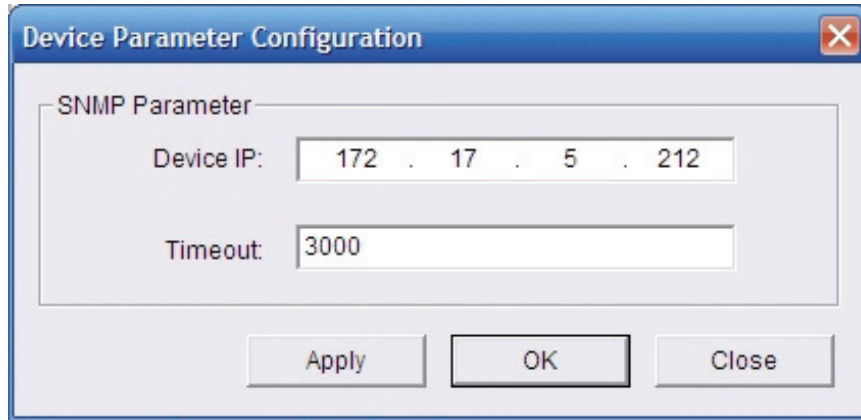 Device Parameter Configuration
SNMP Parameter
Device IP: 172 . 17 . 5 . 212
Timeout: 3000
Apply OK Close